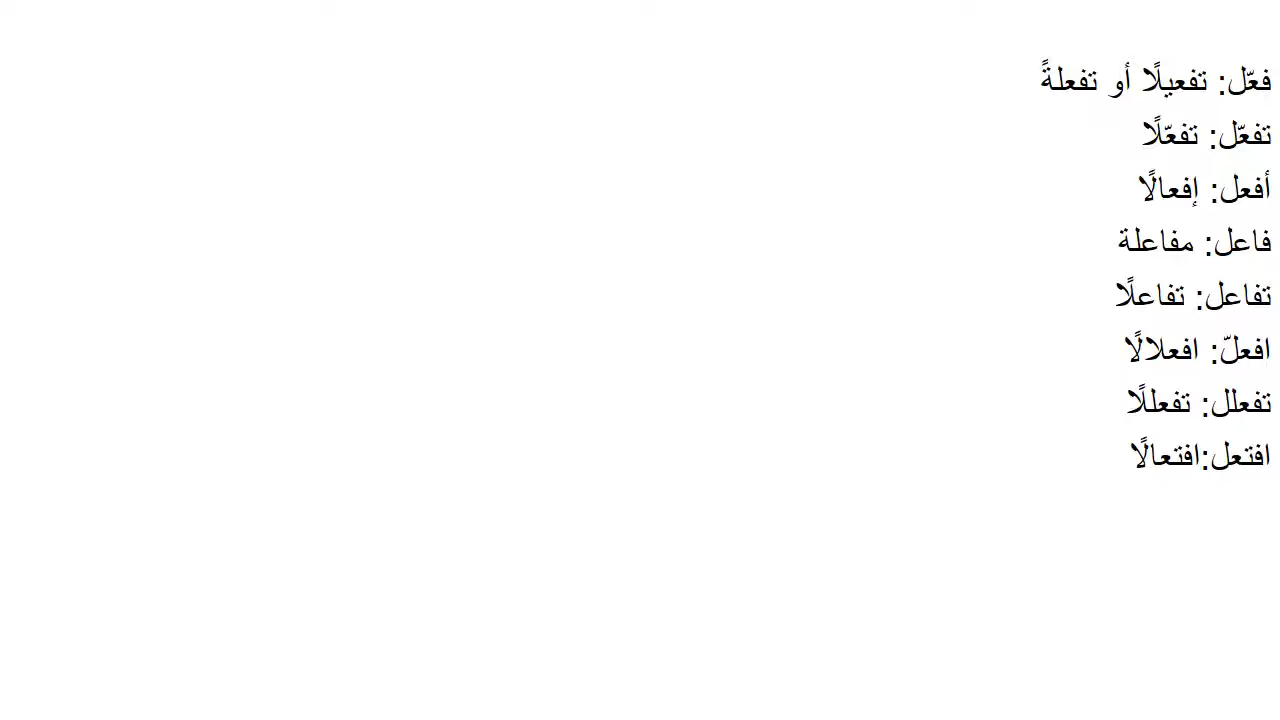 فعّل: تفعيلًا أو تفعلةً
تفعّل: تفعّلًا
أفعل: إفعالًا
فاعل: مفاعلة
تفاعل: تفاعلًا
افعلّ: افعلالًا
تفعلل: تفعللًا
افتعل:افتعالًا